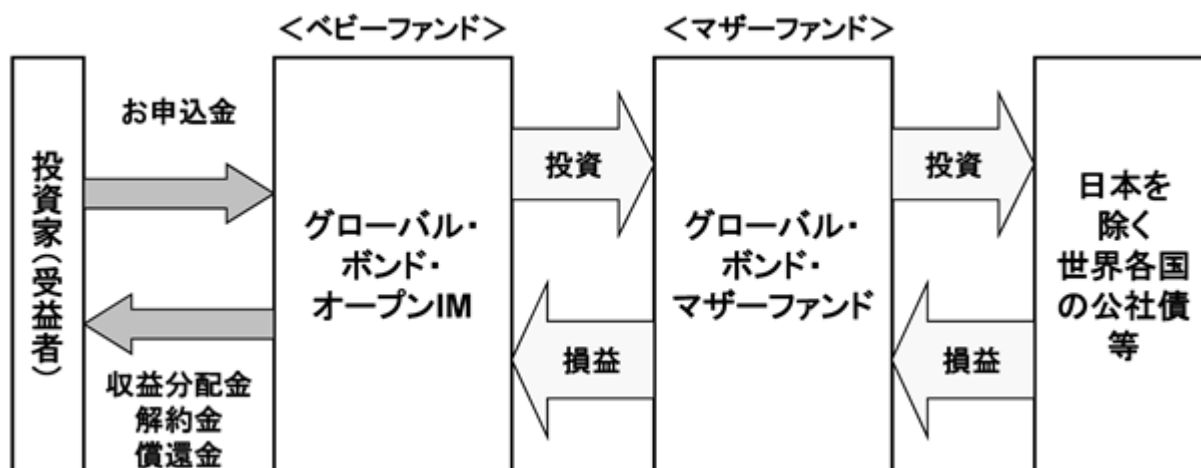 ＜ベビーファンド＞
＜マザーファンド＞
投資家（受益者）
お申込金
収益分配金
解約金
償還金
グローバル・
ボンド・
オープンIM
投資
損益
グローバル・
ボンド・
マザーファンド
投資
損益
日本を
除く
世界各国
の公社債
等